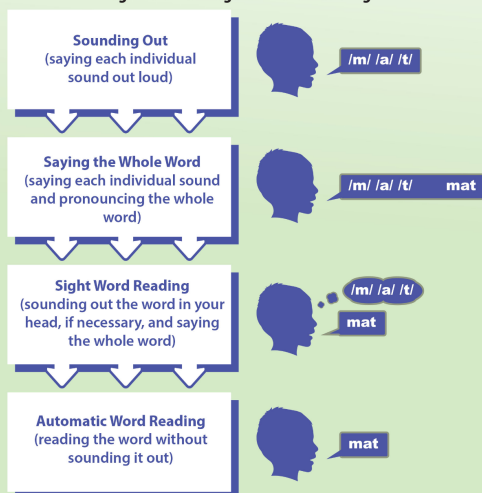 Sounding Out
(saying each individual
sound out loud)
/m/ /a/ /t/
Saying the Whole Word
(saying each individual sound
and pronouncing the whole
word)
/m/ /a/ /t/ mat
Sight Word Reading
(sounding out the word in your
head, if necessary, and saying
the whole word)
/m/ /a/ /t/
mat
Automatic Word Reading
(reading the word without
sounding it out)
mat